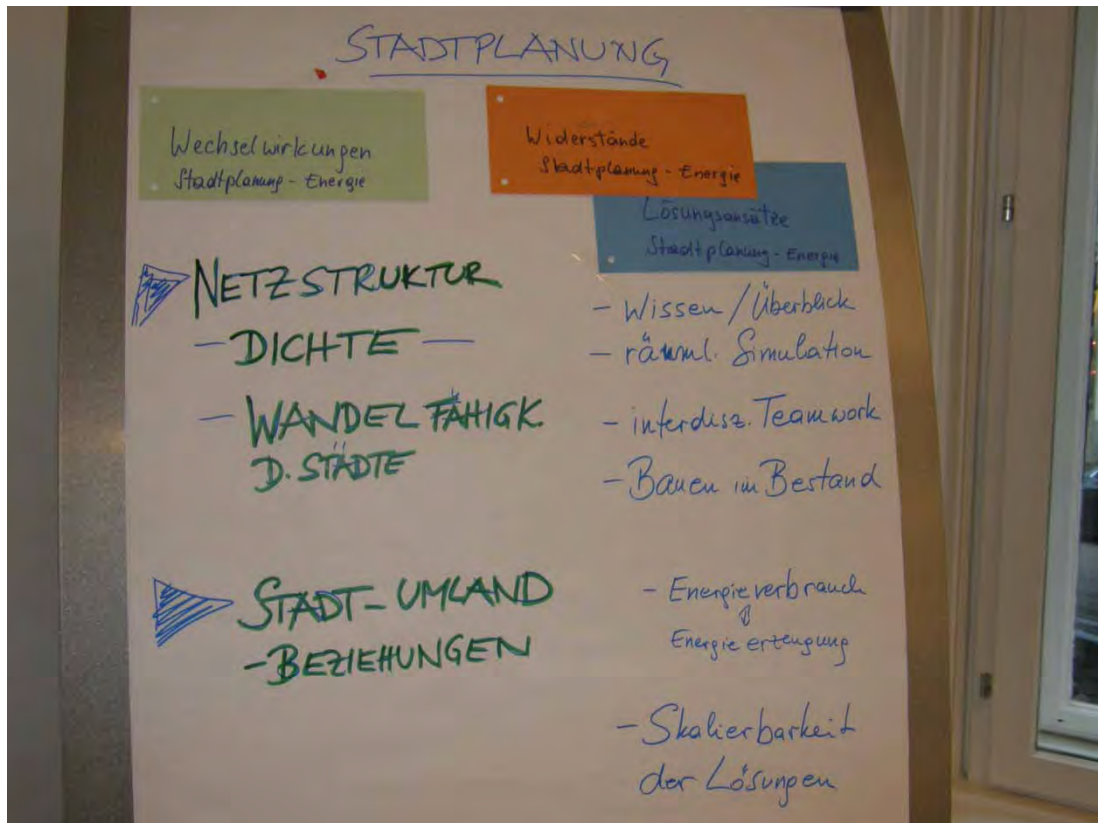 STADTPLANUNG
Wechselwirkungen
Stadtplanung - Energie
Widerstände
Stadtplanung - Energie
Lösungsansätze
Stadtplanung - Energie
NETZSTRUKTUR
- DICHTE -
- WANDELFÄHIGK.
D. STÄDTE
- Wissen / Überblick
- räuml. Simulation
- interdisz. Teamwork
- Bauen im Bestand
STADT - UMLAND
- BEZIEHUNGEN
- Energieverbrauch
⇕
Energieerzeugung
- Skalierbarkeit
der Lösungen